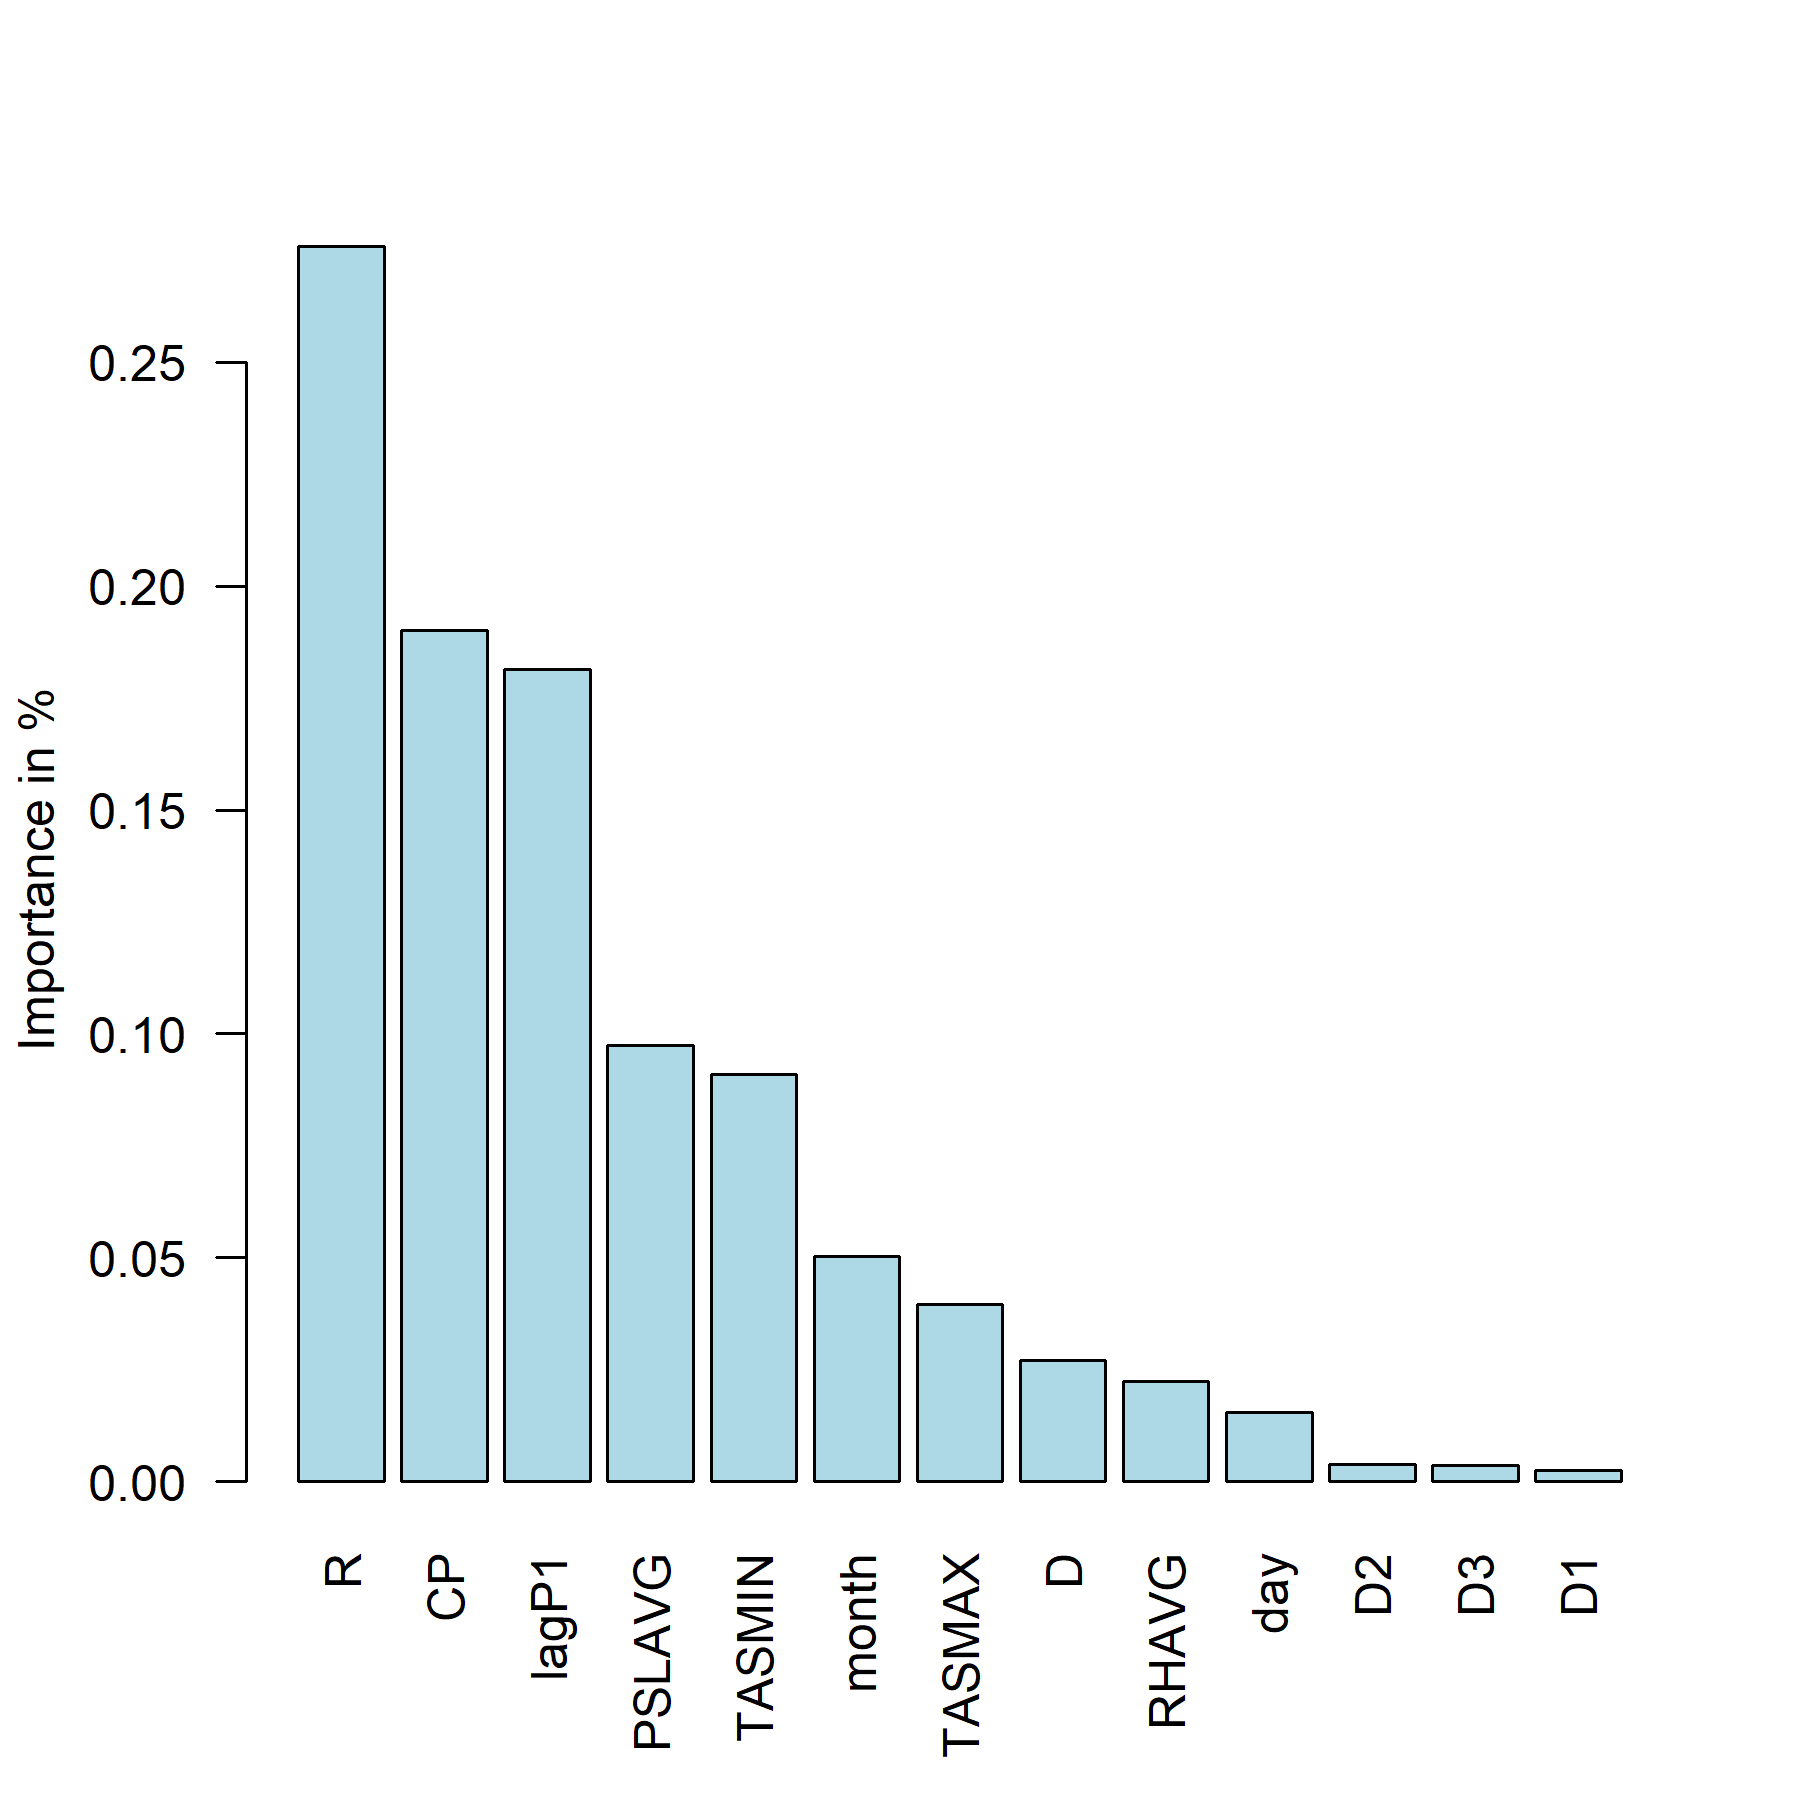 Importance in %
0.25
0.20
0.15
0.10
0.05
0.00
R
CP
lagP1
PSLAVG
TASMIN
month
TASMAX
D
RHAVG
day
D2
D3
D1